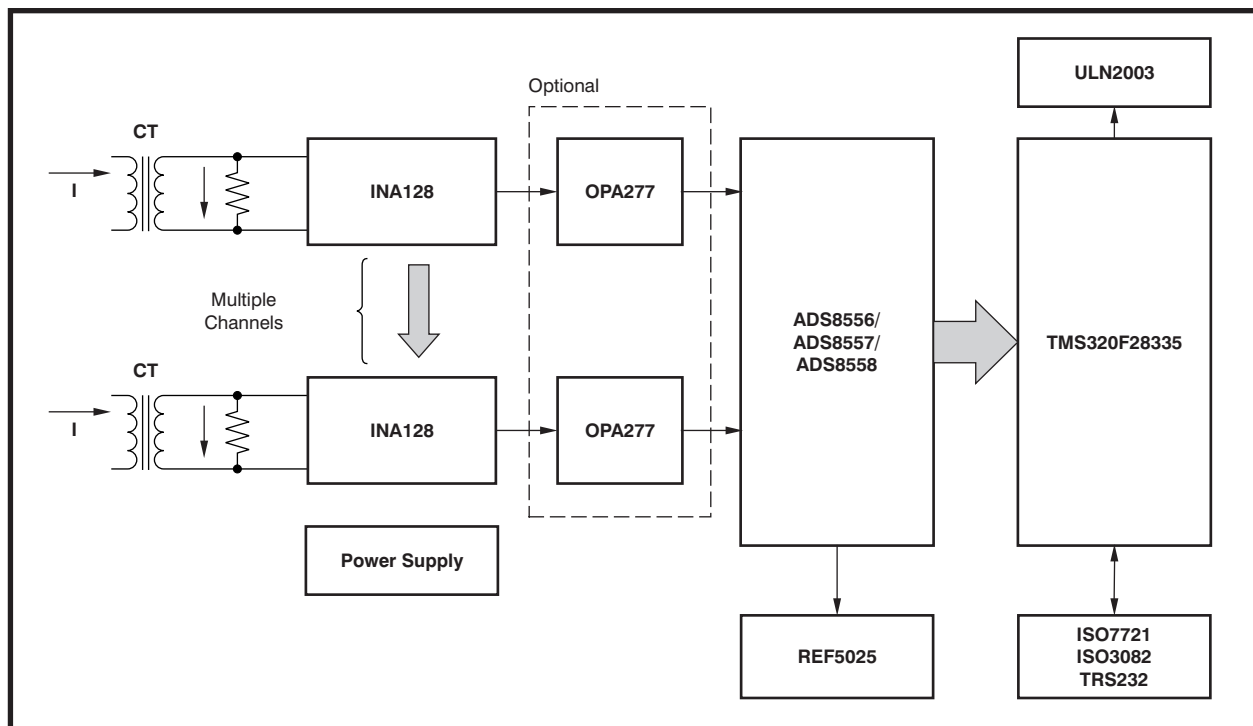 ULN2003
Optional
CT
I
INA128
OPA277
Multiple
Channels
ADS8556/
ADS8557/
ADS8558
TMS320F28335
CT
I
INA128
OPA277
Power Supply
REF5025
ISO7721
ISO3082
TRS232